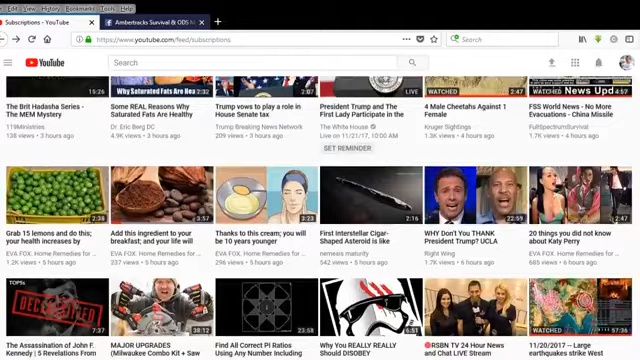 Edit View History Bookmarks Tools Help
Subscriptions - YouTube
Ambertracks Survival & ODS
https://www.youtube.com/feed/subscriptions
Search
YouTube
Search
15:26
Saturated Fats Are Hea
2:32
2:07
LIVE
WATCHED
2:47
News Upd
WATCHED
The Brit Hadasha Series -
The MEM Mystery
119Ministries
138 views • 3 hours ago
Some REAL Reasons Why
Saturated Fats Are Healthy
Dr. Eric Berg DC
4.9K views • 3 hours ago
Trump vows to play a role in
House Senate tax
Trump Breaking News Network
209 views • 3 hours ago
President Trump and The
First Lady Participate in the
The White House
Live on 11/21/17, 10:00 AM
SET REMINDER
4 Male Cheetahs Against 1
Female
Kruger Sightings
1.3K views • 4 hours ago
FSS World News - No More
Evacuations - China Missile
FullSpectrumSurvival
9K views • 4 hours ago
2:38
3:57
3:23
2:16
22:59
2:47
Grab 15 lemons and do this;
your health increases by
EVA FOX. Home Remedies for
1.2K views • 5 hours ago
Add this ingredient to your
breakfast; and your life will
EVA FOX. Home Remedies for
237 views • 5 hours ago
Thanks to this cream; you will
be 10 years younger
EVA FOX. Home Remedies for
296 views • 5 hours ago
First Interstellar Cigar-
Shaped Asteroid is like
nemesis maturity
542 views • 5 hours ago
WHY Don't You THANK
President Trump? UCLA
Right Wing
1.7K views • 6 hours ago
20 things you did not know
about Katy Perry
EVA FOX. Home Remedies for
685 views • 6 hours ago
TOP5s
DECLASSIFIED
7:37
38:12
23:58
6:51
WATCHED
57:36
The Assassination of John F.
Kennedy | 5 Revelations From
MAJOR UPGRADES
(Milwaukee Combo Kit + Saw
Find All Correct PI Ratios
Using Any Number Including
Why You REALLY REALLY
Should DISOBEY
RSBN TV 24 Hour News
and Chat LIVE Stream
11/20/2017 -- Large
earthquakes strike West